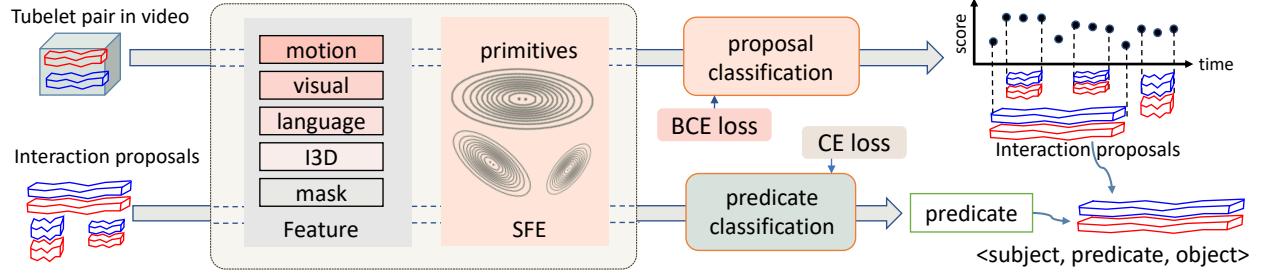 Tubelet pair in video
Interaction proposals
motion
visual
language
I3D
mask
Feature
primitives
SFE
proposal
classification
BCE loss
CE loss
predicate
classification
score
time
Interaction proposals
predicate
<subject, predicate, object>